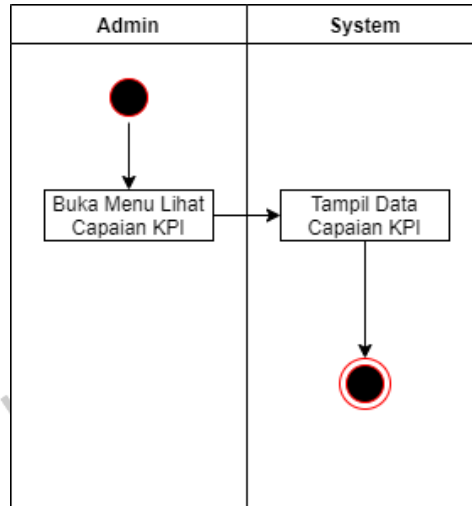 Admin
System
Buka Menu Lihat
Capaian KPI
Tampil Data
Capaian KPI